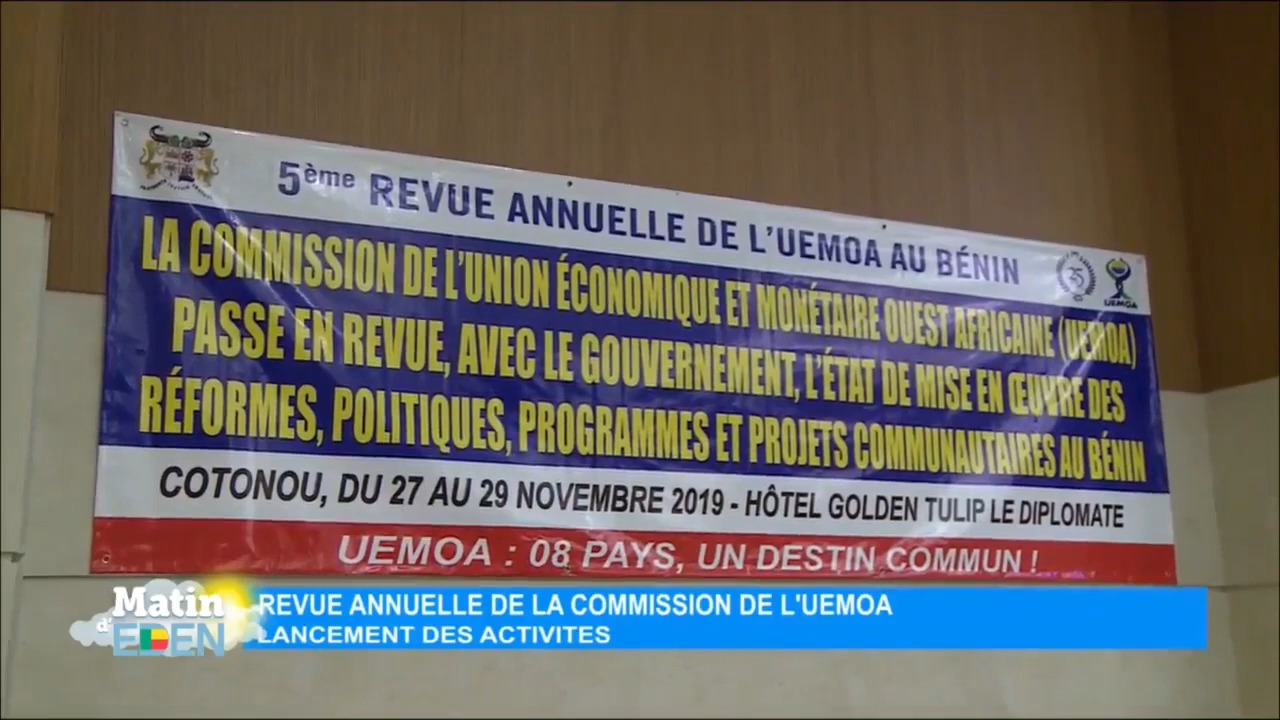 5ème REVUE ANNUELLE DE L'UEMOA AU BÉNIN
25
UEMOA
LA COMMISSION DE L'UNION ÉCONOMIQUE ET MONÉTAIRE OUEST AFRICAINE (UEMOA)
PASSE EN REVUE, AVEC LE GOUVERNEMENT, L'ÉTAT DE MISE EN ŒUVRE DES
RÉFORMES, POLITIQUES, PROGRAMMES ET PROJETS COMMUNAUTAIRES AU BÉNIN
COTONOU, DU 27 AU 29 NOVEMBRE 2019 - HÔTEL GOLDEN TULIP LE DIPLOMATE
UEMOA : 08 PAYS, UN DESTIN COMMUN !
Matin
d'EDEN
REVUE ANNUELLE DE LA COMMISSION DE L'UEMOA
LANCEMENT DES ACTIVITES